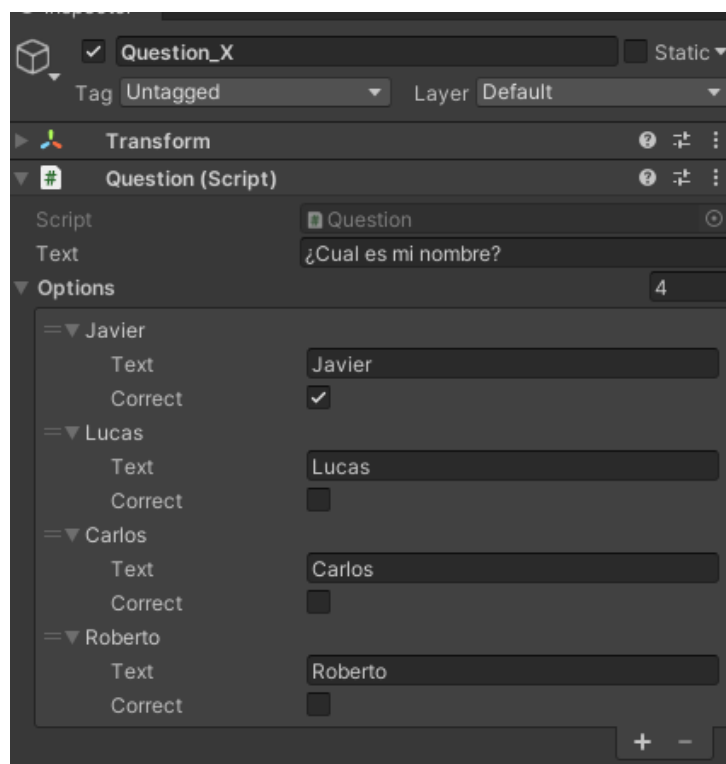 Question_X
Static
Tag Untagged Layer Default
Transform
# Question (Script)
Script # Question
Text ¿Cual es mi nombre?
Options 4
Javier
Text Javier
Correct
Lucas
Text Lucas
Correct
Carlos
Text Carlos
Correct
Roberto
Text Roberto
Correct